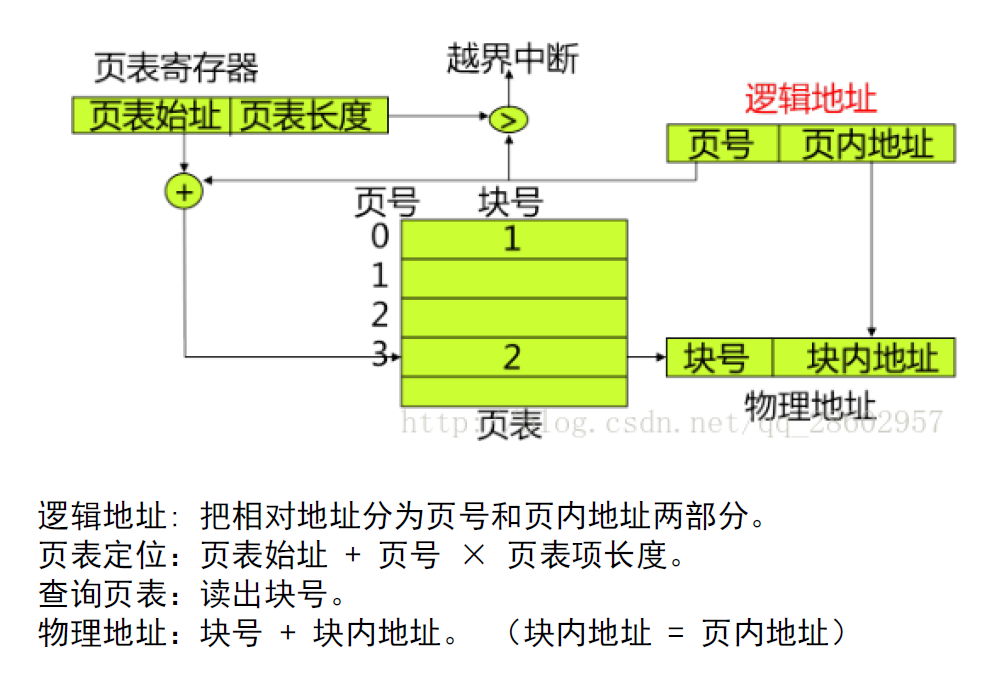 页表寄存器
越界中断
逻辑地址
页表始址 页表长度
>
页号 页内地址
+
页号 块号
0 1
1
2
3 2
块号 块内地址
物理地址
页表
逻辑地址: 把相对地址分为页号和页内地址两部分。
页表定位：页表始址 + 页号 × 页表项长度。
查询页表：读出块号。
物理地址：块号 + 块内地址。 （块内地址 = 页内地址）